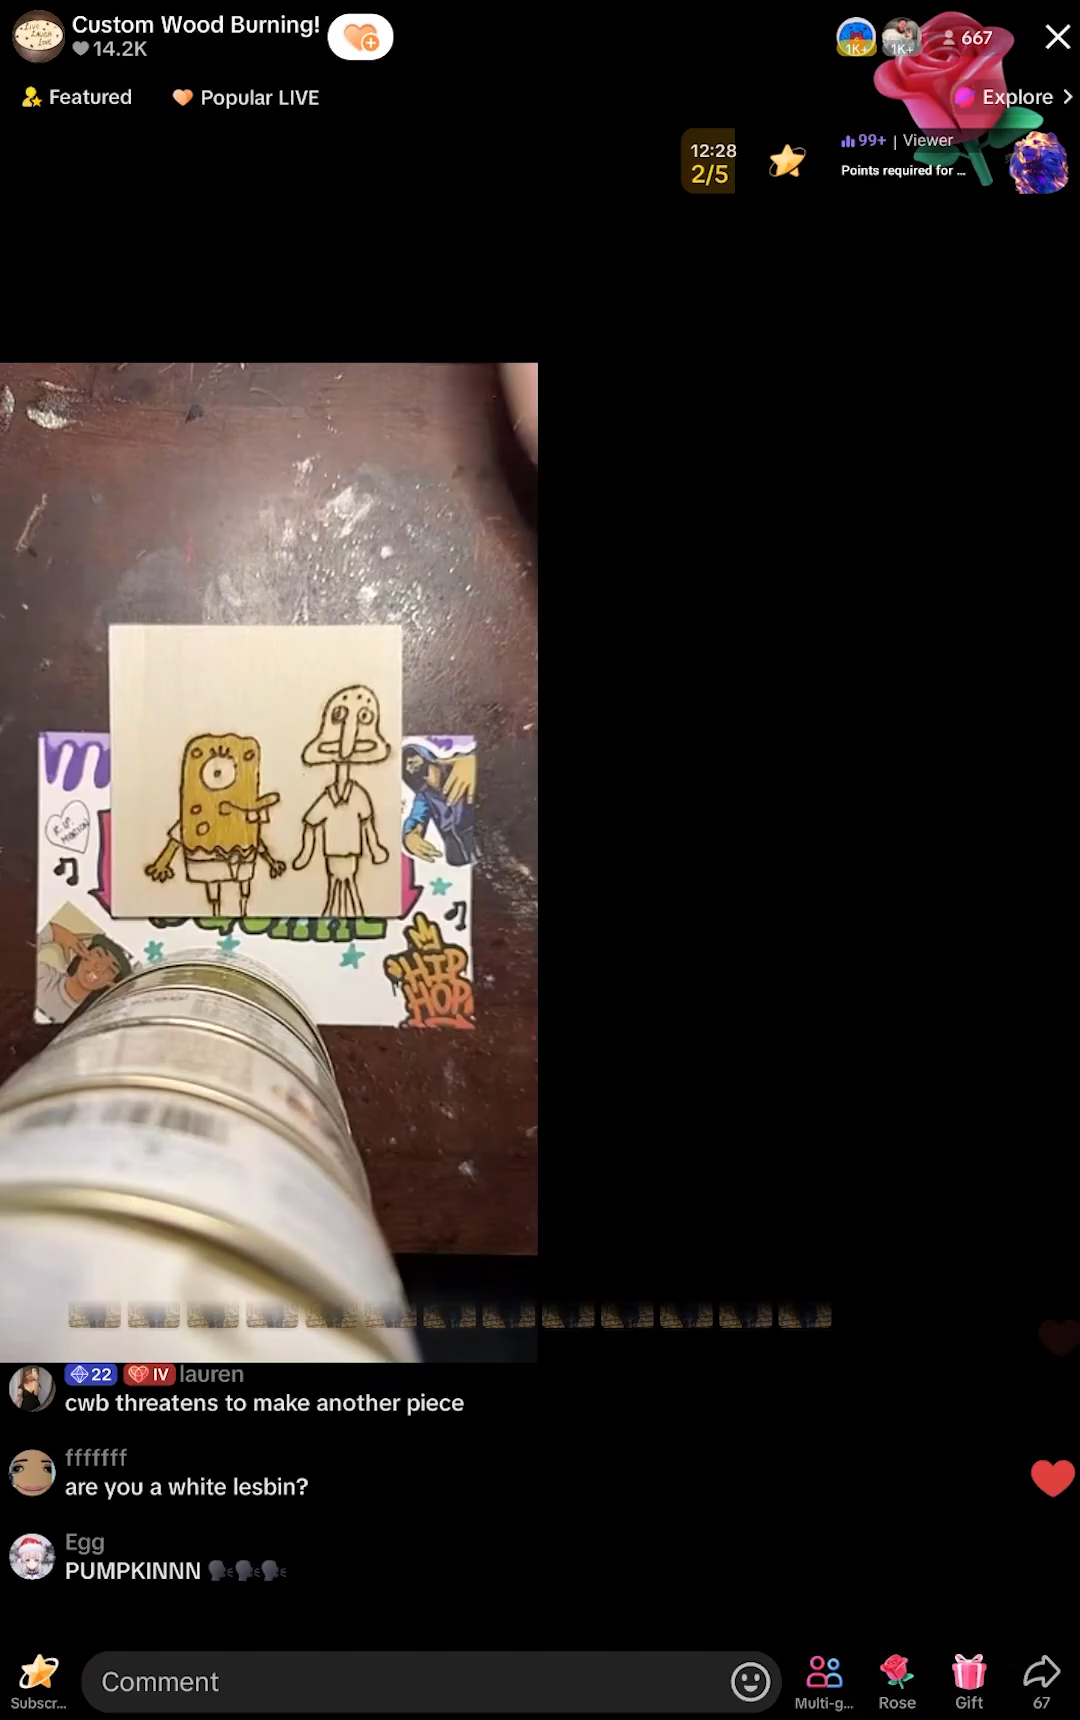 Custom Wood Burning!
14.2K
1K+
1K+
667
Featured
Popular LIVE
Explore
12:28
2/5
99+ | Viewer
Points required for ...
R.I.P.
HIP
HOP
22
IV
lauren
cwb threatens to make another piece
fffffff
are you a white lesbin?
Egg
PUMPKINNN 🗣🗣🗣
Comment
Subscr...
Multi-g...
Rose
Gift
67